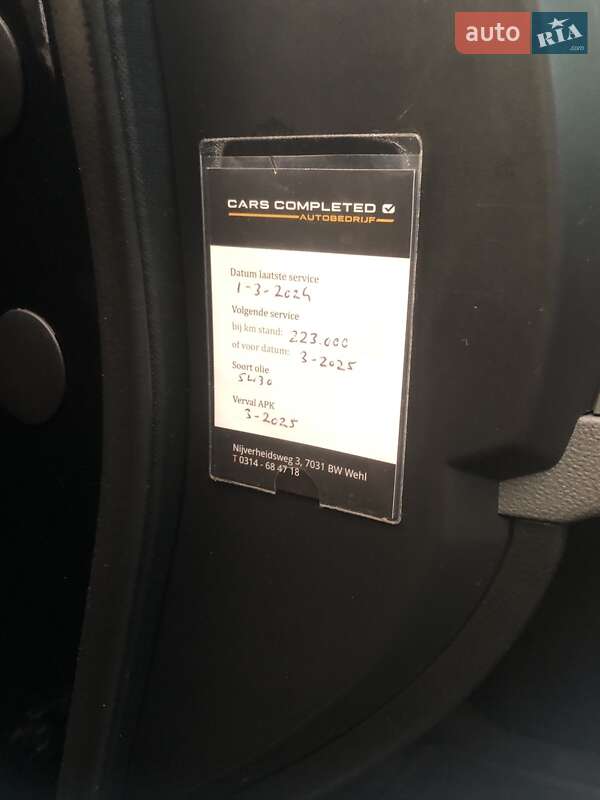 auto RIA
.com
CARS COMPLETED
AUTOBEDRIJF
Datum laatste service
1-3-2024
Volgende service
bij km stand: 223.000
of voor datum: 3-2025
Soort olie
5W30
Verval APK
3-2025
Nijverheidsweg 3, 7031 BW Wehl
T 0314 - 68 47 18